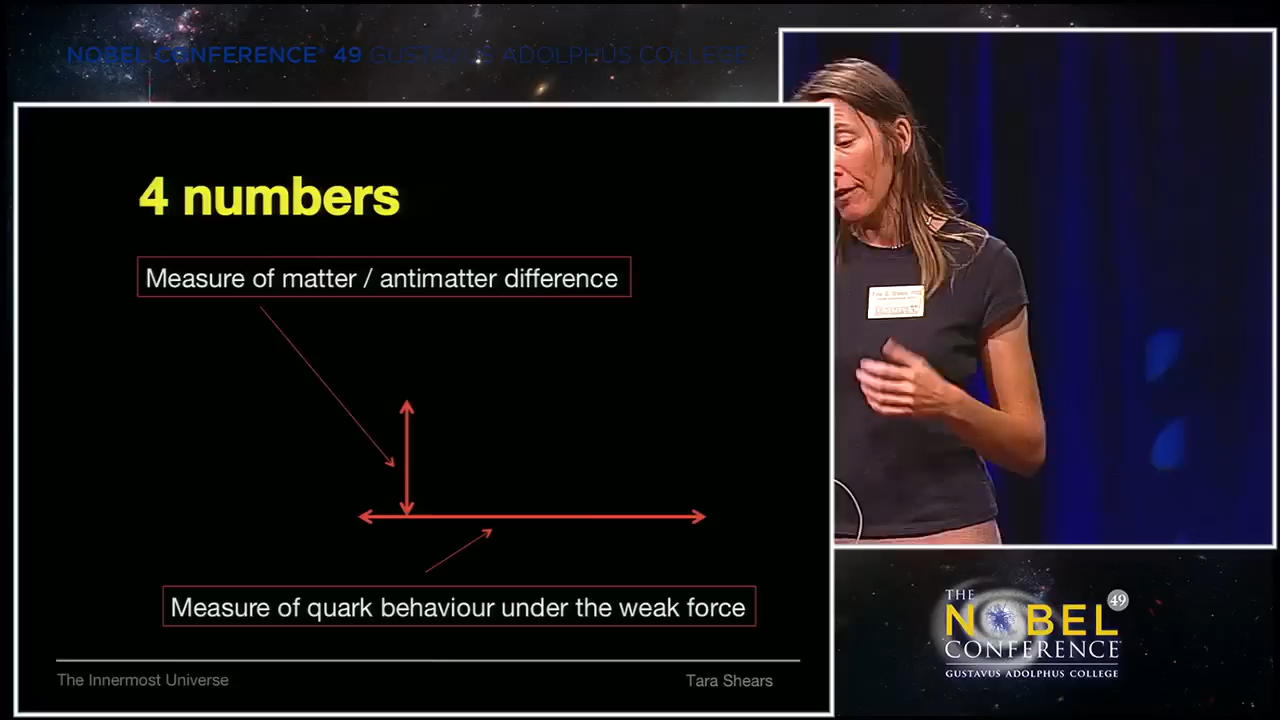 NOBEL CONFERENCE® 49 GUSTAVUS ADOLPHUS COLLEGE
4 numbers
Measure of matter / antimatter difference
Measure of quark behaviour under the weak force
The Innermost Universe
Tara Shears
THE
NOBEL
49
CONFERENCE
GUSTAVUS ADOLPHUS COLLEGE